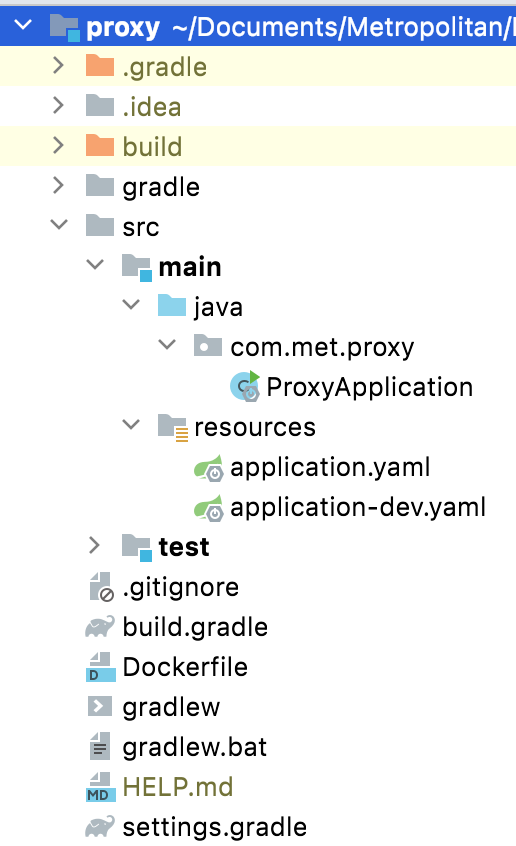 proxy ~/Documents/Metropolitan/
.gradle
.idea
build
gradle
src
main
java
com.met.proxy
ProxyApplication
resources
application.yaml
application-dev.yaml
test
.gitignore
build.gradle
Dockerfile
gradlew
gradlew.bat
HELP.md
settings.gradle